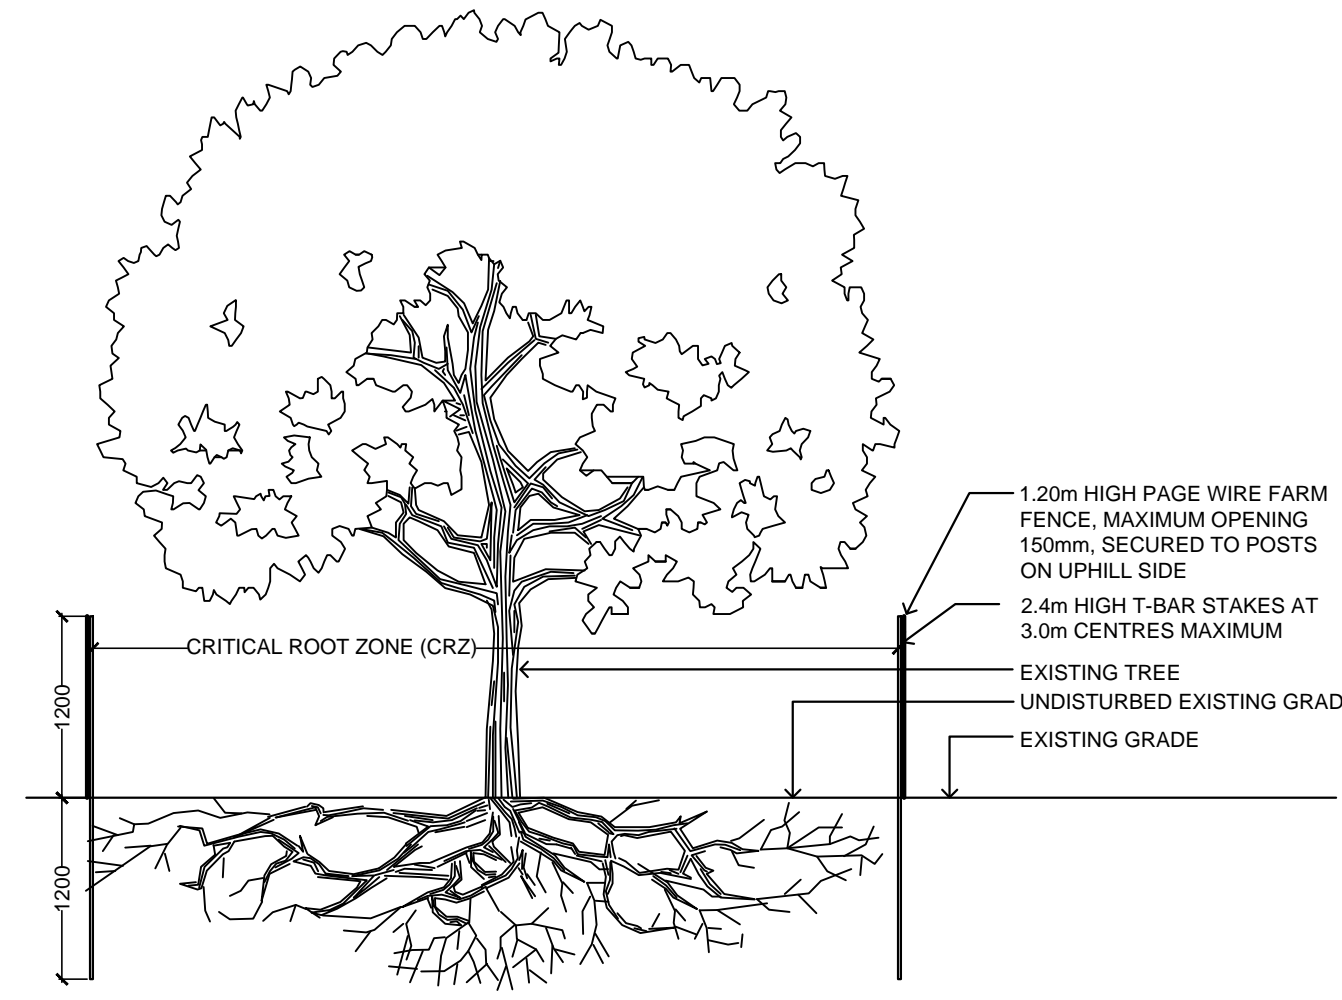 1.20m HIGH PAGE WIRE FARM
FENCE, MAXIMUM OPENING
150mm, SECURED TO POSTS
ON UPHILL SIDE
2.4m HIGH T-BAR STAKES AT
3.0m CENTRES MAXIMUM
CRITICAL ROOT ZONE (CRZ)
EXISTING TREE
UNDISTURBED EXISTING GRAD
EXISTING GRADE
1200
1200